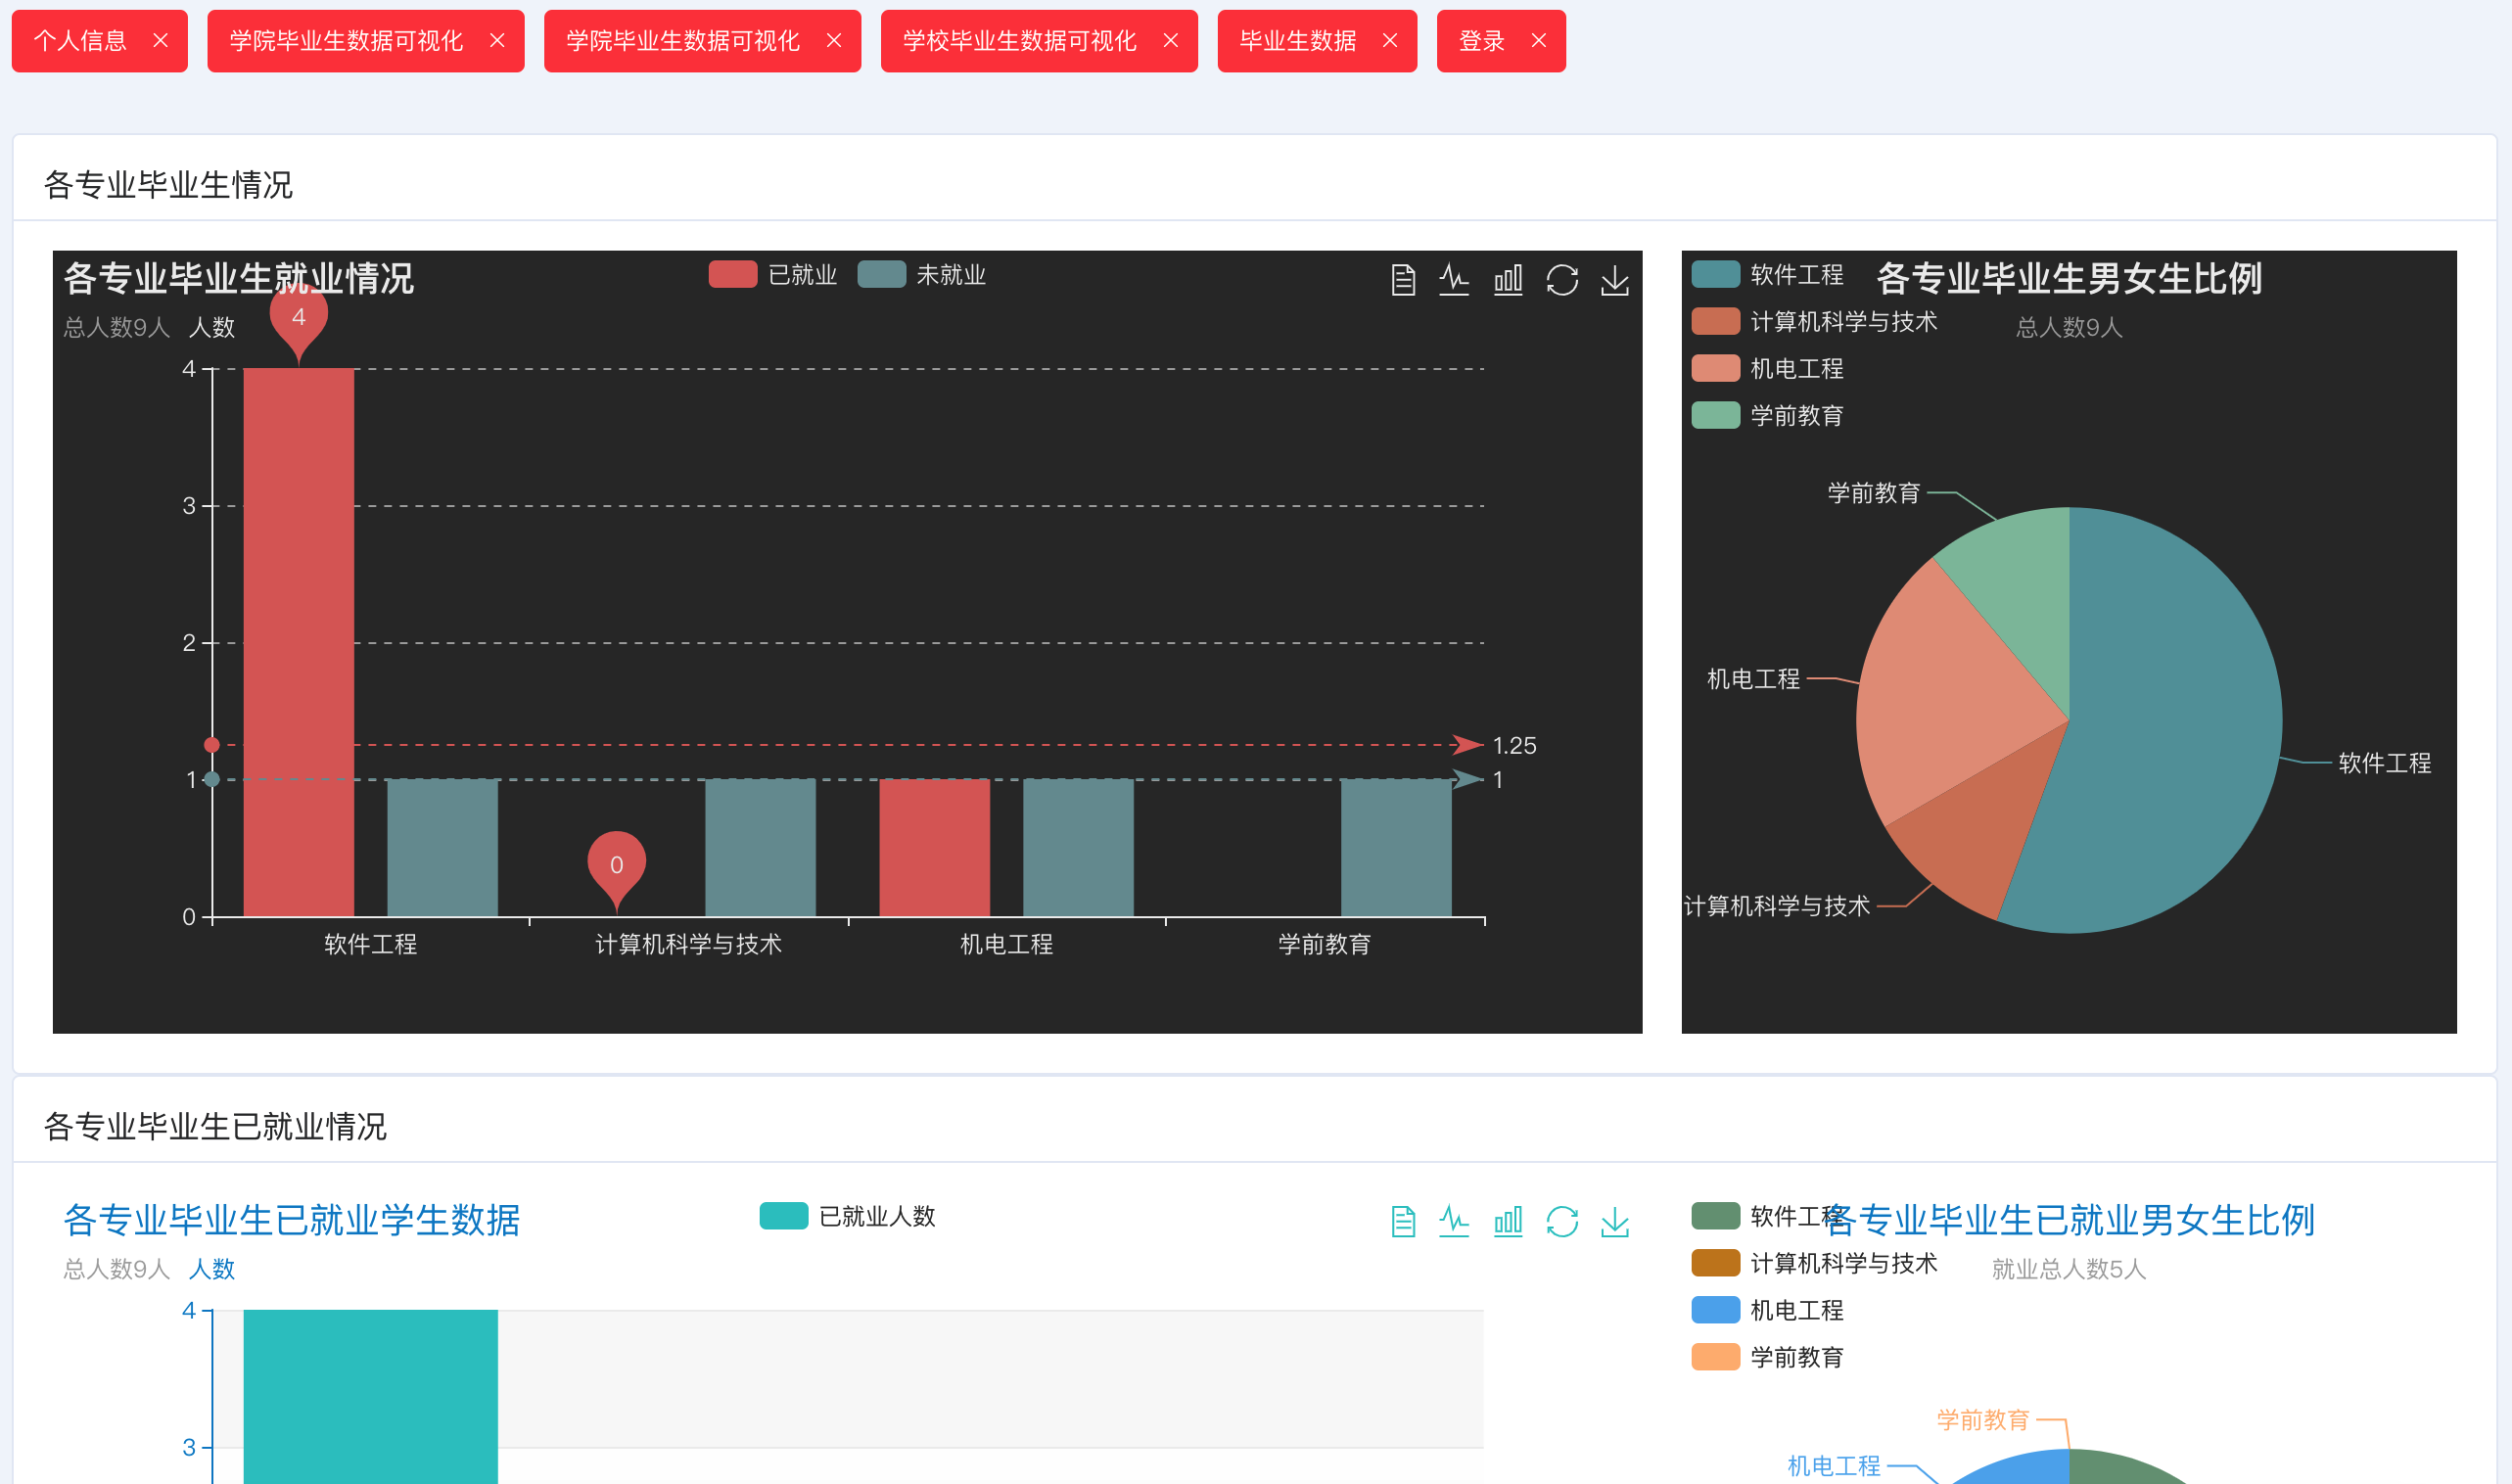 个人信息 学院毕业生数据可视化 学院毕业生数据可视化 学校毕业生数据可视化 毕业生数据 登录
各专业毕业生情况
各专业毕业生就业情况
总人数9人 人数
已就业 未就业
4
4
3
2
1
0
1.25
1
0
软件工程 计算机科学与技术 机电工程 学前教育
各专业毕业生男女生比例
总人数9人
软件工程
计算机科学与技术
机电工程
学前教育
学前教育
机电工程
软件工程
计算机科学与技术
各专业毕业生已就业情况
各专业毕业生已就业学生数据
总人数9人 人数
已就业人数
4
3
各专业毕业生已就业男女生比例
就业总人数5人
软件工程
计算机科学与技术
机电工程
学前教育
学前教育
机电工程